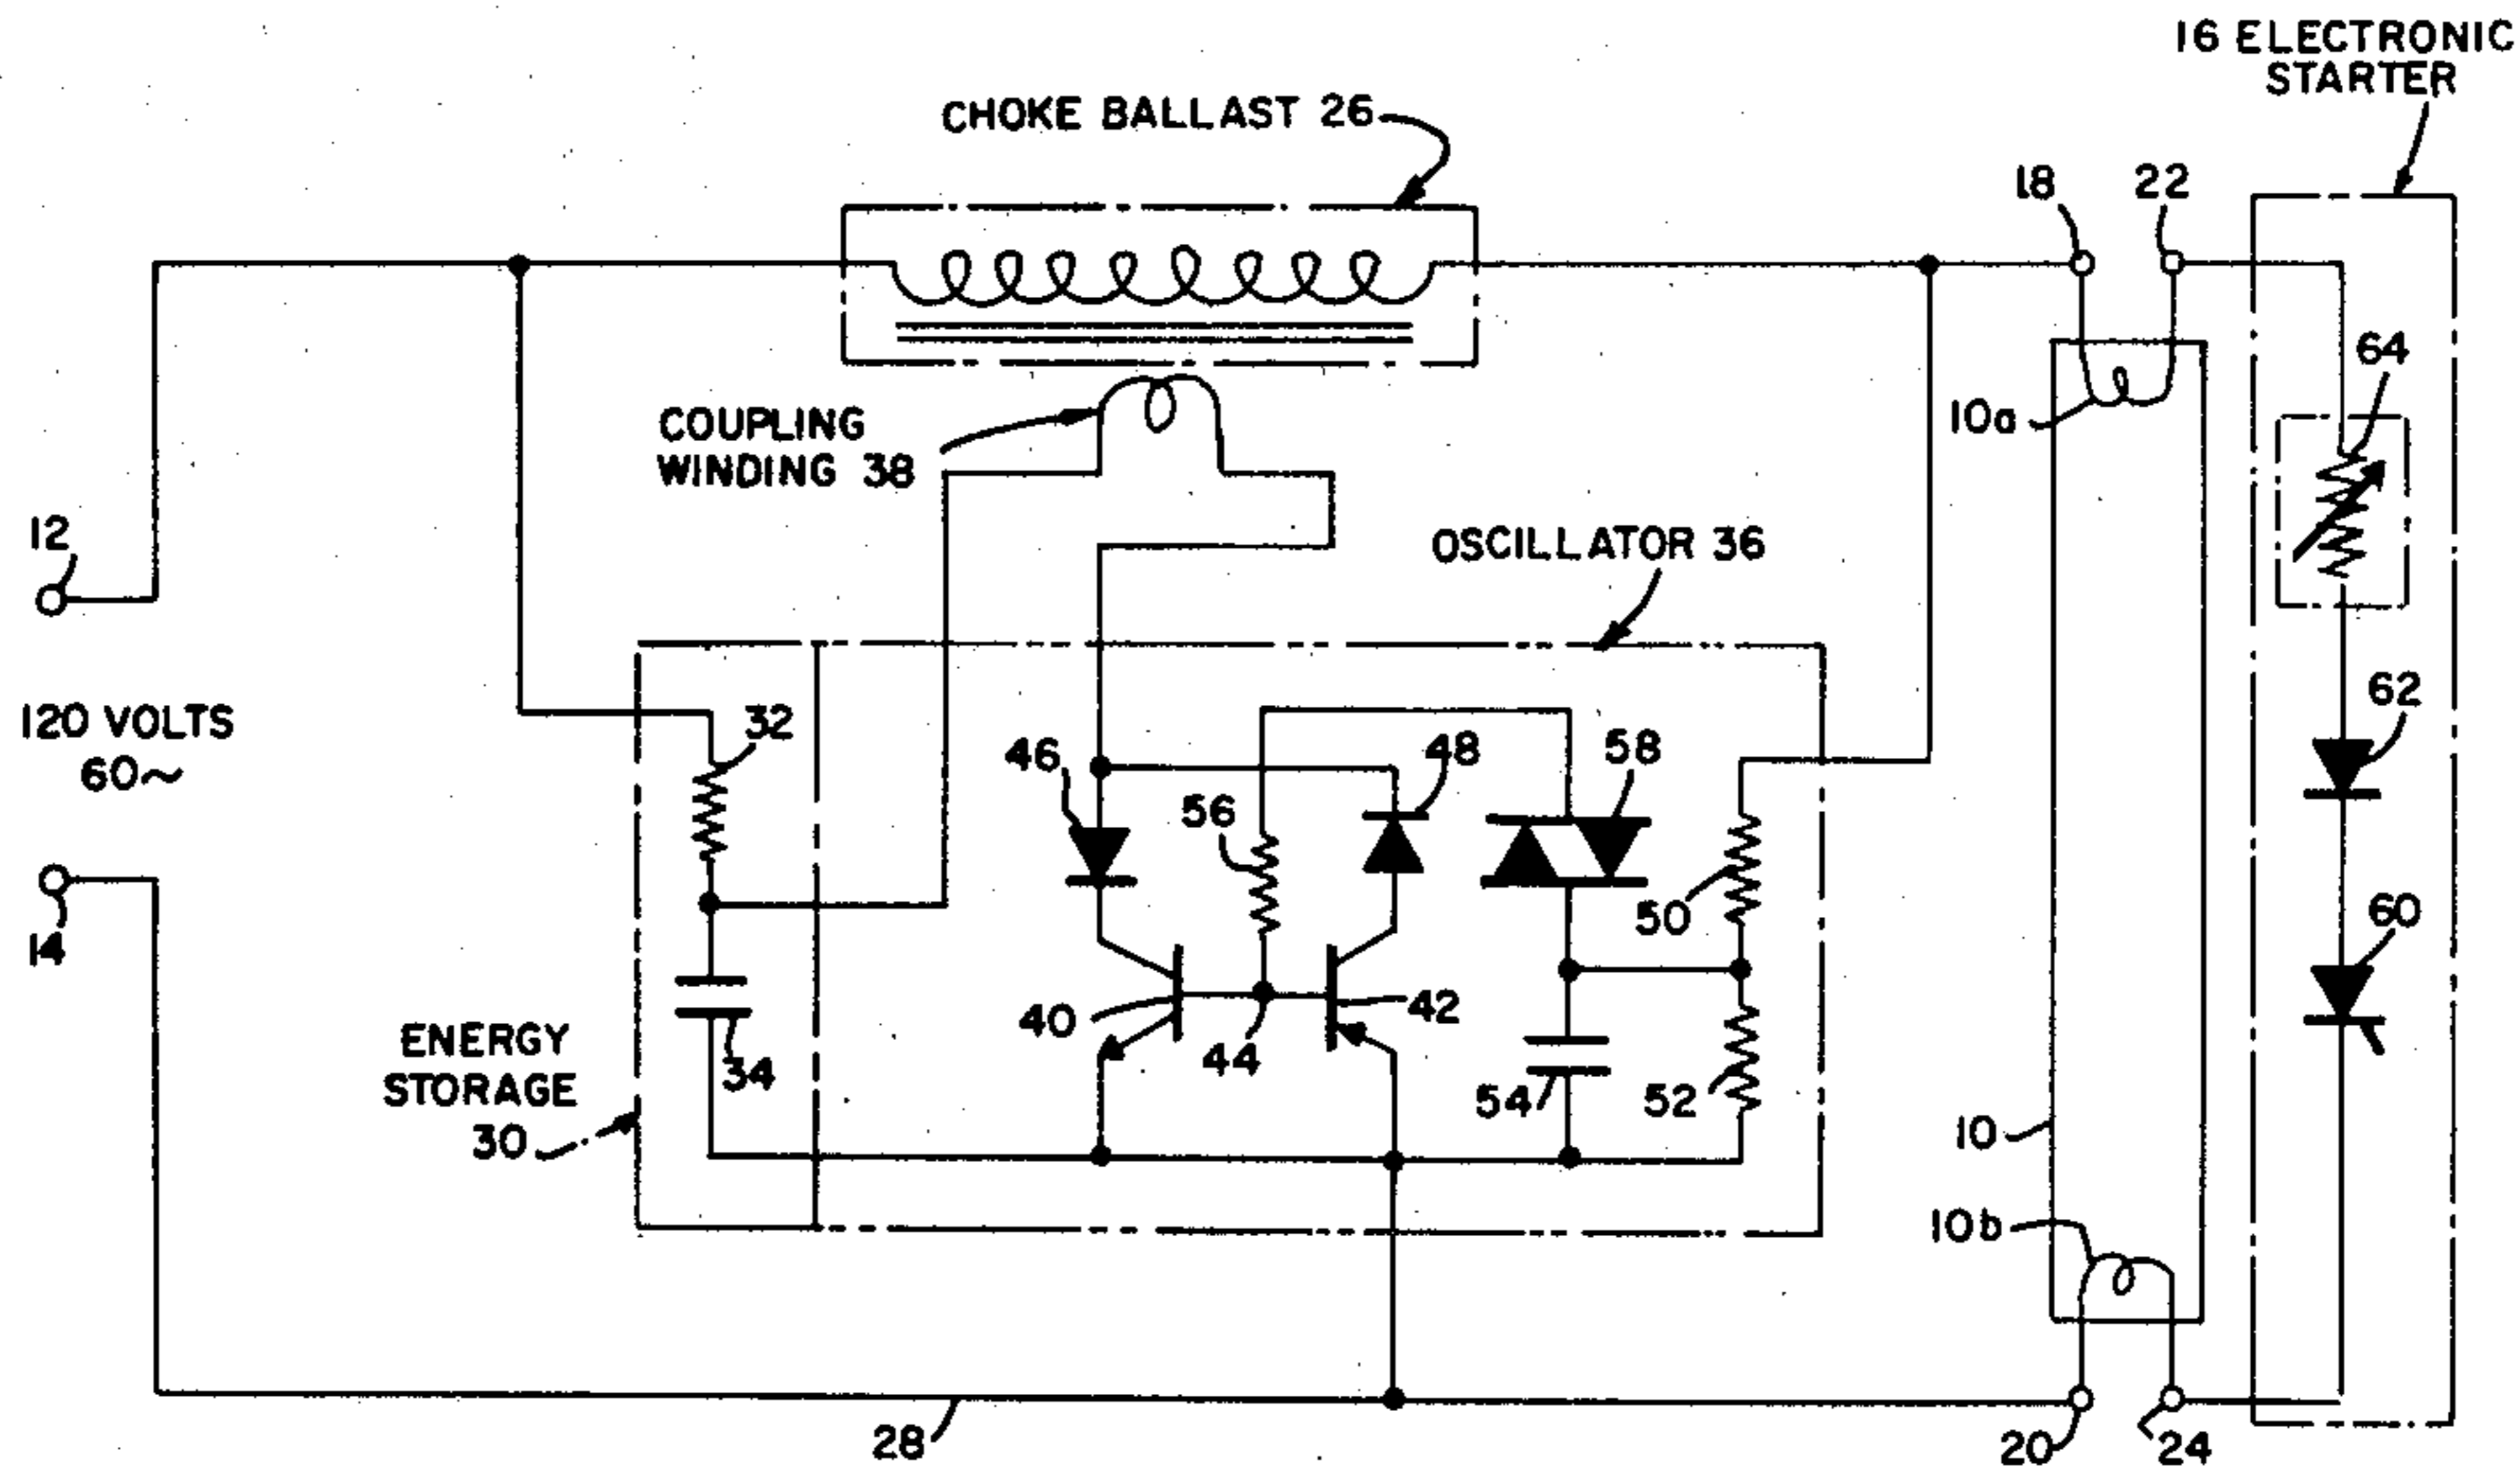 16 ELECTRONIC
STARTER
CHOKE BALLAST 26
18
22
64
10a
COUPLING
WINDING 38
12
OSCILLATOR 36
62
120 VOLTS
60~
32
46
48
58
56
50
60
14
40
42
44
ENERGY
STORAGE
30
34
54
52
10
10b
28
20
24